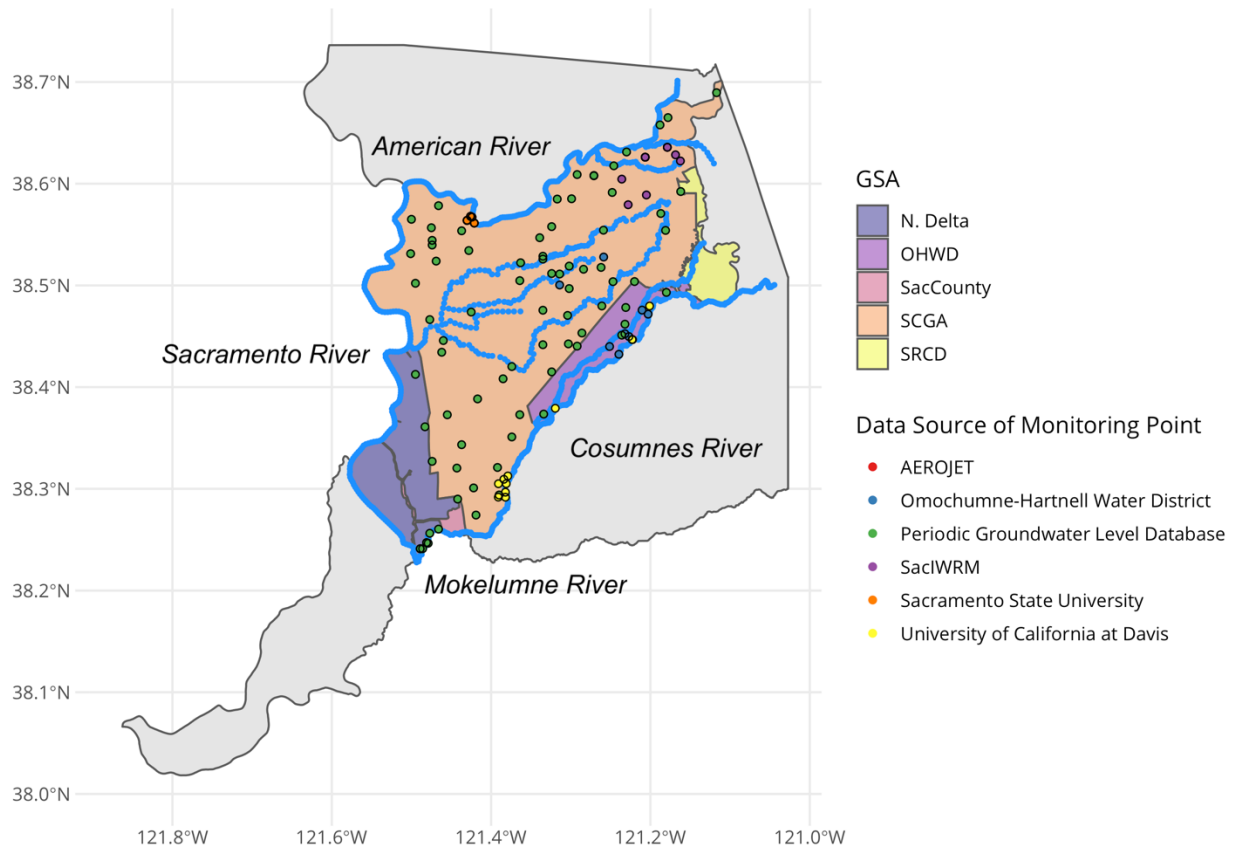 38.7°N
38.6°N
38.5°N
38.4°N
38.3°N
38.2°N
38.1°N
38.0°N
121.8°W
121.6°W
121.4°W
121.2°W
121.0°W
American River
Sacramento River
Cosumnes River
Mokelumne River
GSA
N. Delta
OHWD
SacCounty
SCGA
SRCD
Data Source of Monitoring Point
AEROJET
Omochumne-Hartnell Water District
Periodic Groundwater Level Database
SacIWRM
Sacramento State University
University of California at Davis